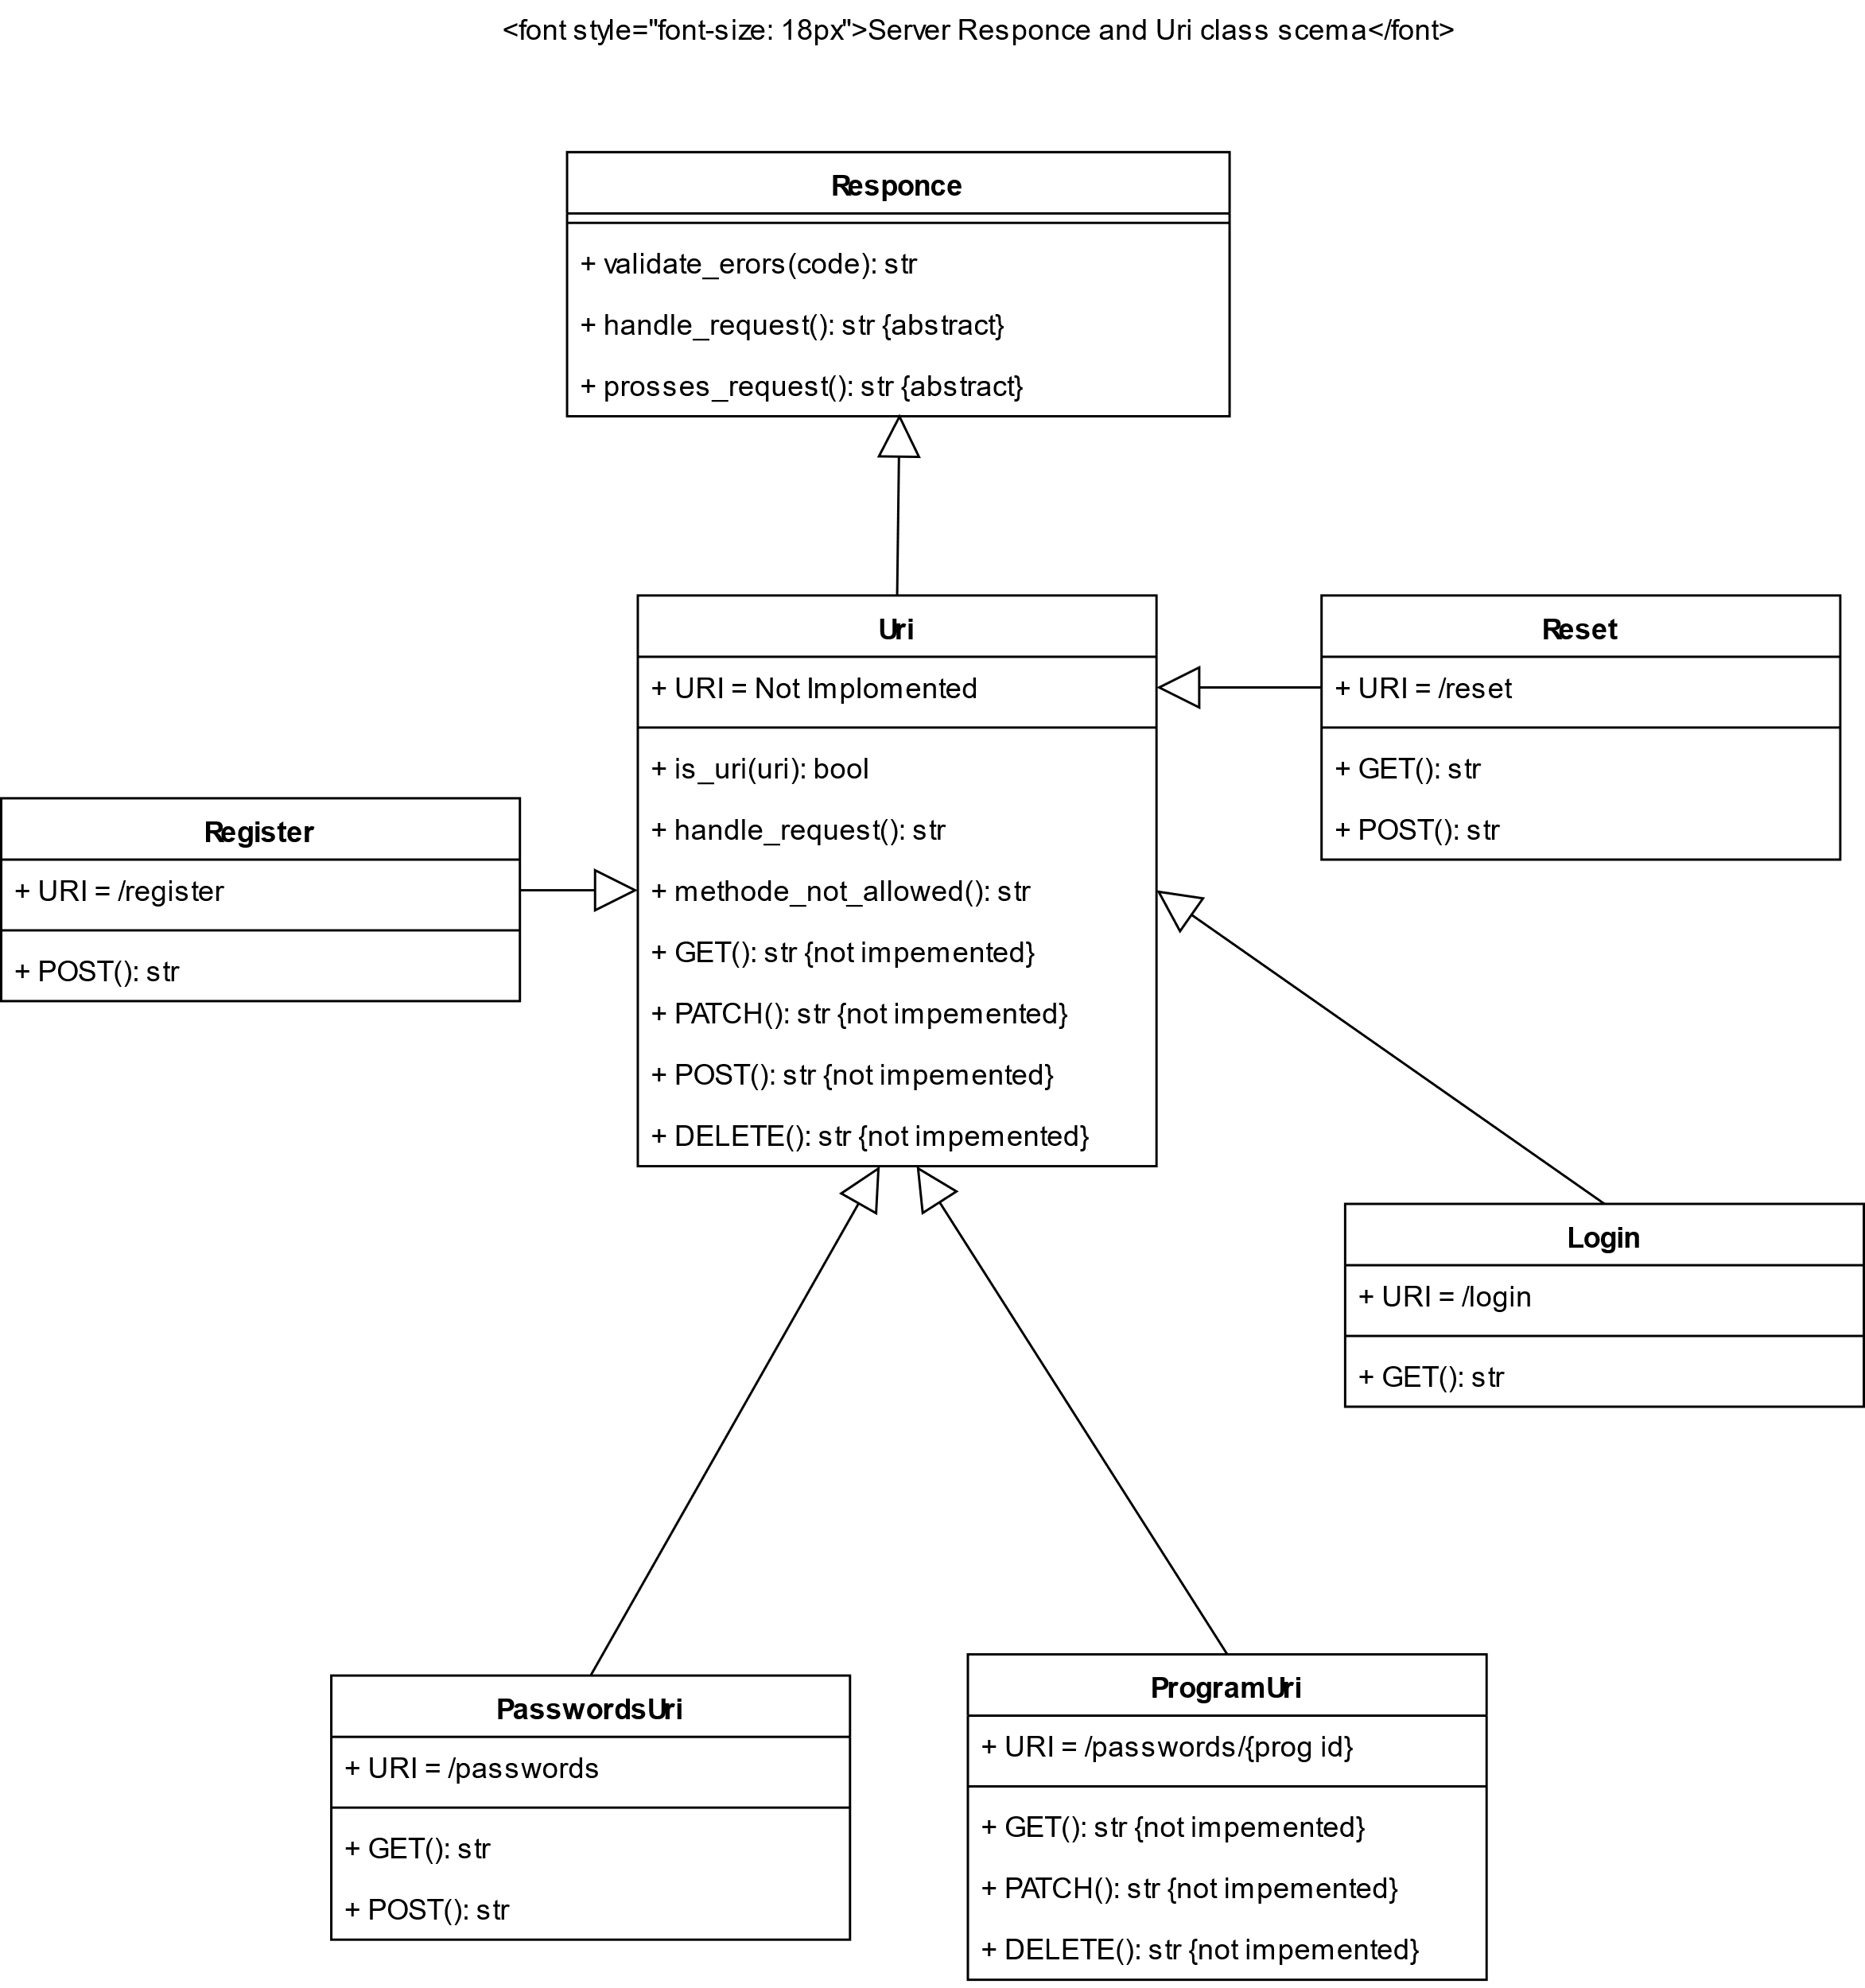 <font style="font-size: 18px">Server Responce and Uri class scema</font>
Responce
+ validate_erors(code): str
+ handle_request(): str {abstract}
+ prosses_request(): str {abstract}
Uri
+ URI = Not Implomented
+ is_uri(uri): bool
+ handle_request(): str
+ methode_not_allowed(): str
+ GET(): str {not impemented}
+ PATCH(): str {not impemented}
+ POST(): str {not impemented}
+ DELETE(): str {not impemented}
Reset
+ URI = /reset
+ GET(): str
+ POST(): str
Register
+ URI = /register
+ POST(): str
Login
+ URI = /login
+ GET(): str
PasswordsUri
+ URI = /passwords
+ GET(): str
+ POST(): str
ProgramUri
+ URI = /passwords/{prog id}
+ GET(): str {not impemented}
+ PATCH(): str {not impemented}
+ DELETE(): str {not impemented}